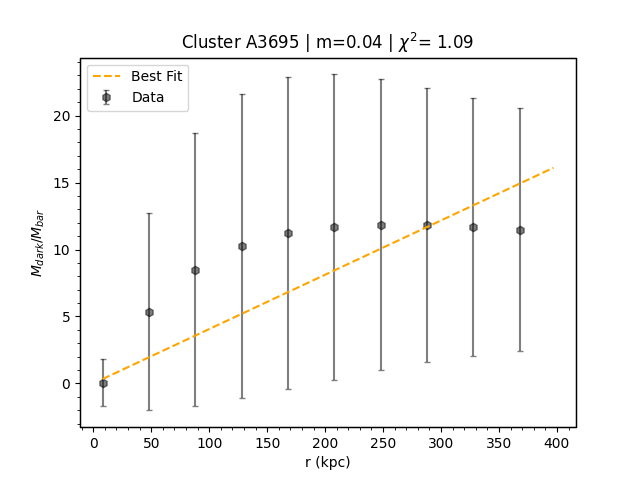 Cluster A3695 | m=0.04 | χ²= 1.09
Best Fit
Data
M_dark/M_bar
20
15
10
5
0
0 50 100 150 200 250 300 350 400
r (kpc)